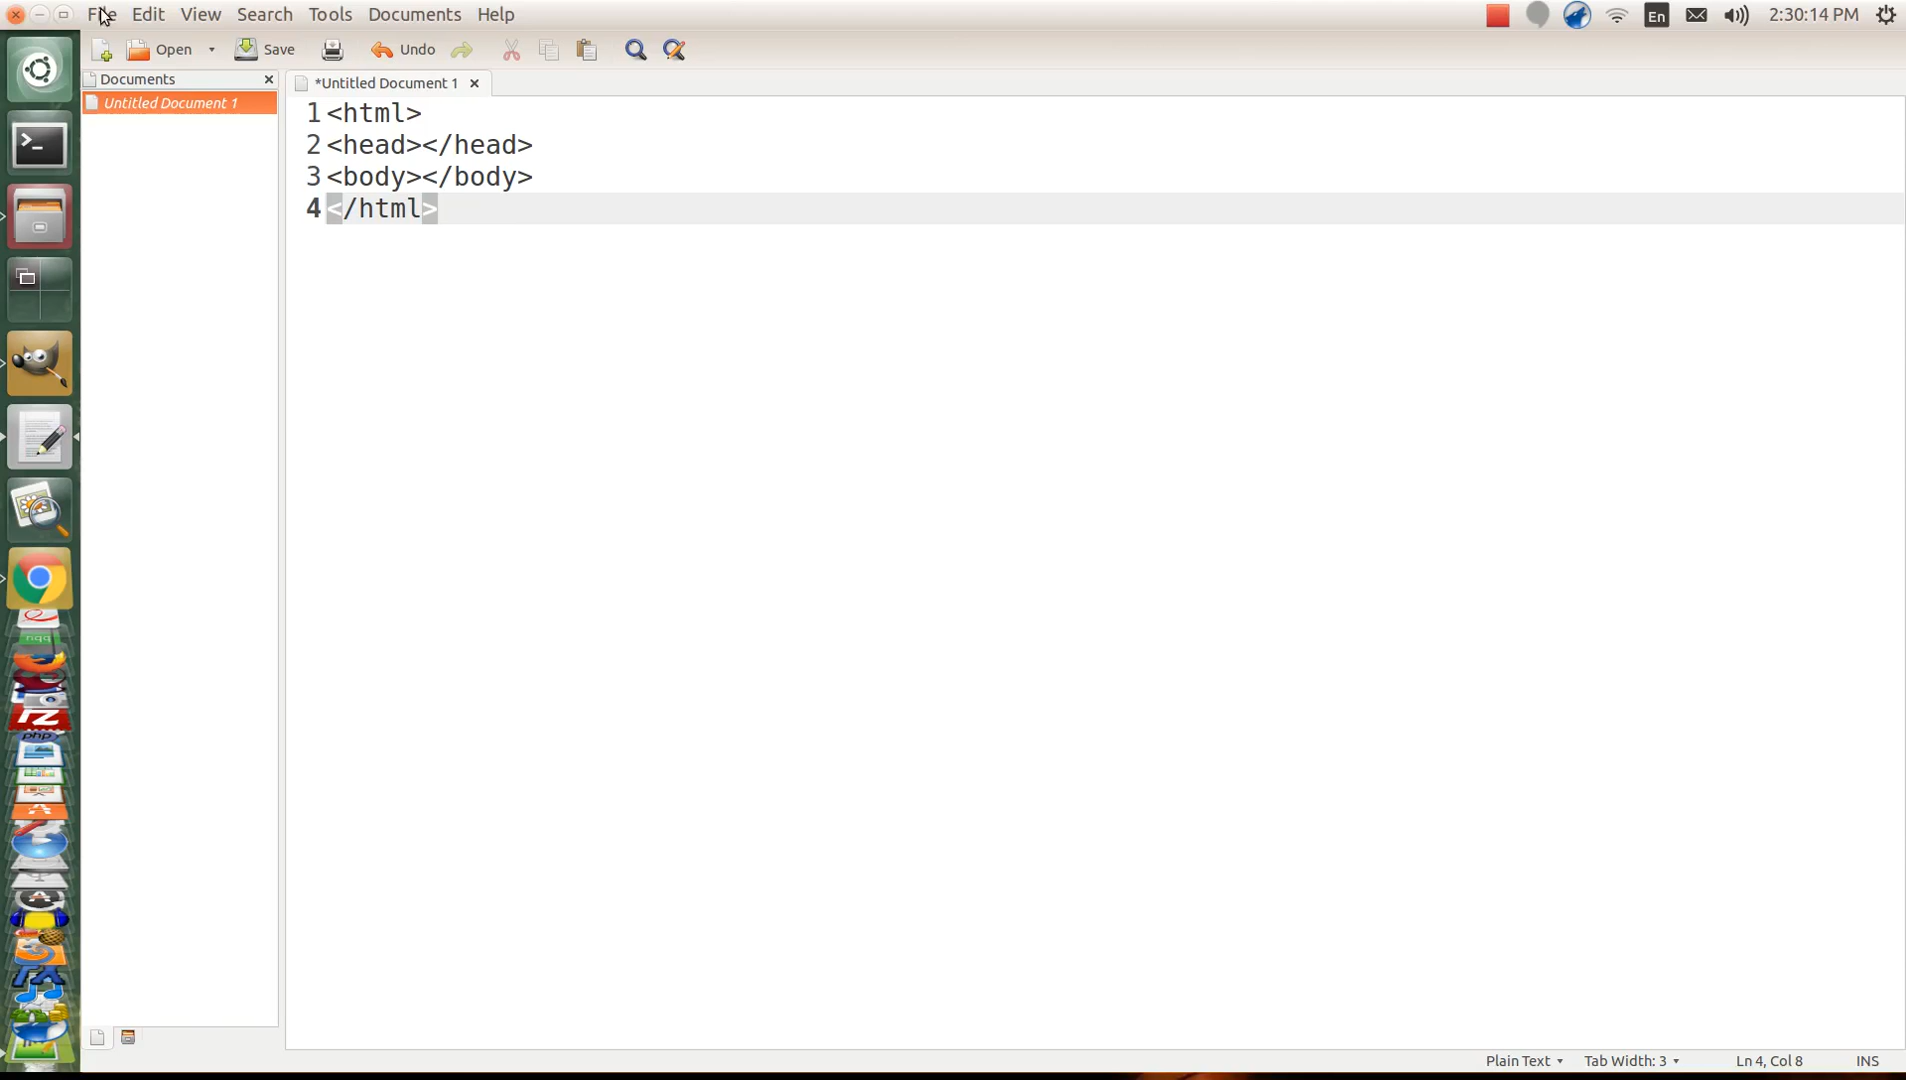 File Edit View Search Tools Documents Help En 2:30:14 PM
Open Save Undo
Documents
Untitled Document 1
*Untitled Document 1
1 <html>
2 <head></head>
3 <body></body>
4 </html>
php
Plain Text Tab Width: 3 Ln 4, Col 8 INS